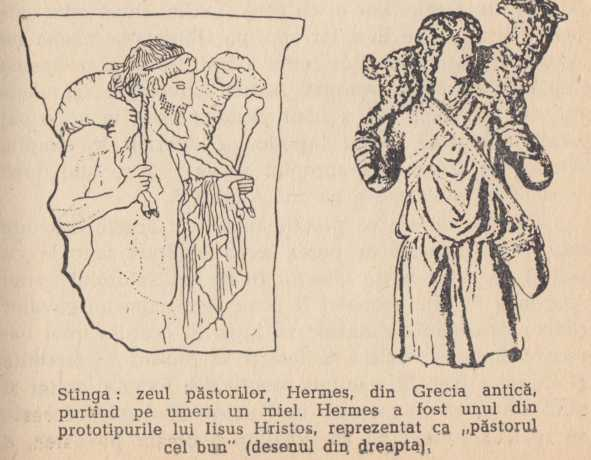 Stinga : zeul păstorilor, Hermes, din Grecia antică,
purtînd pe umeri un miel. Hermes a fost unul din
prototipurile lui Iisus Hristos, reprezentat ca „păstorul
cel bun“ (desenul din dreapta).